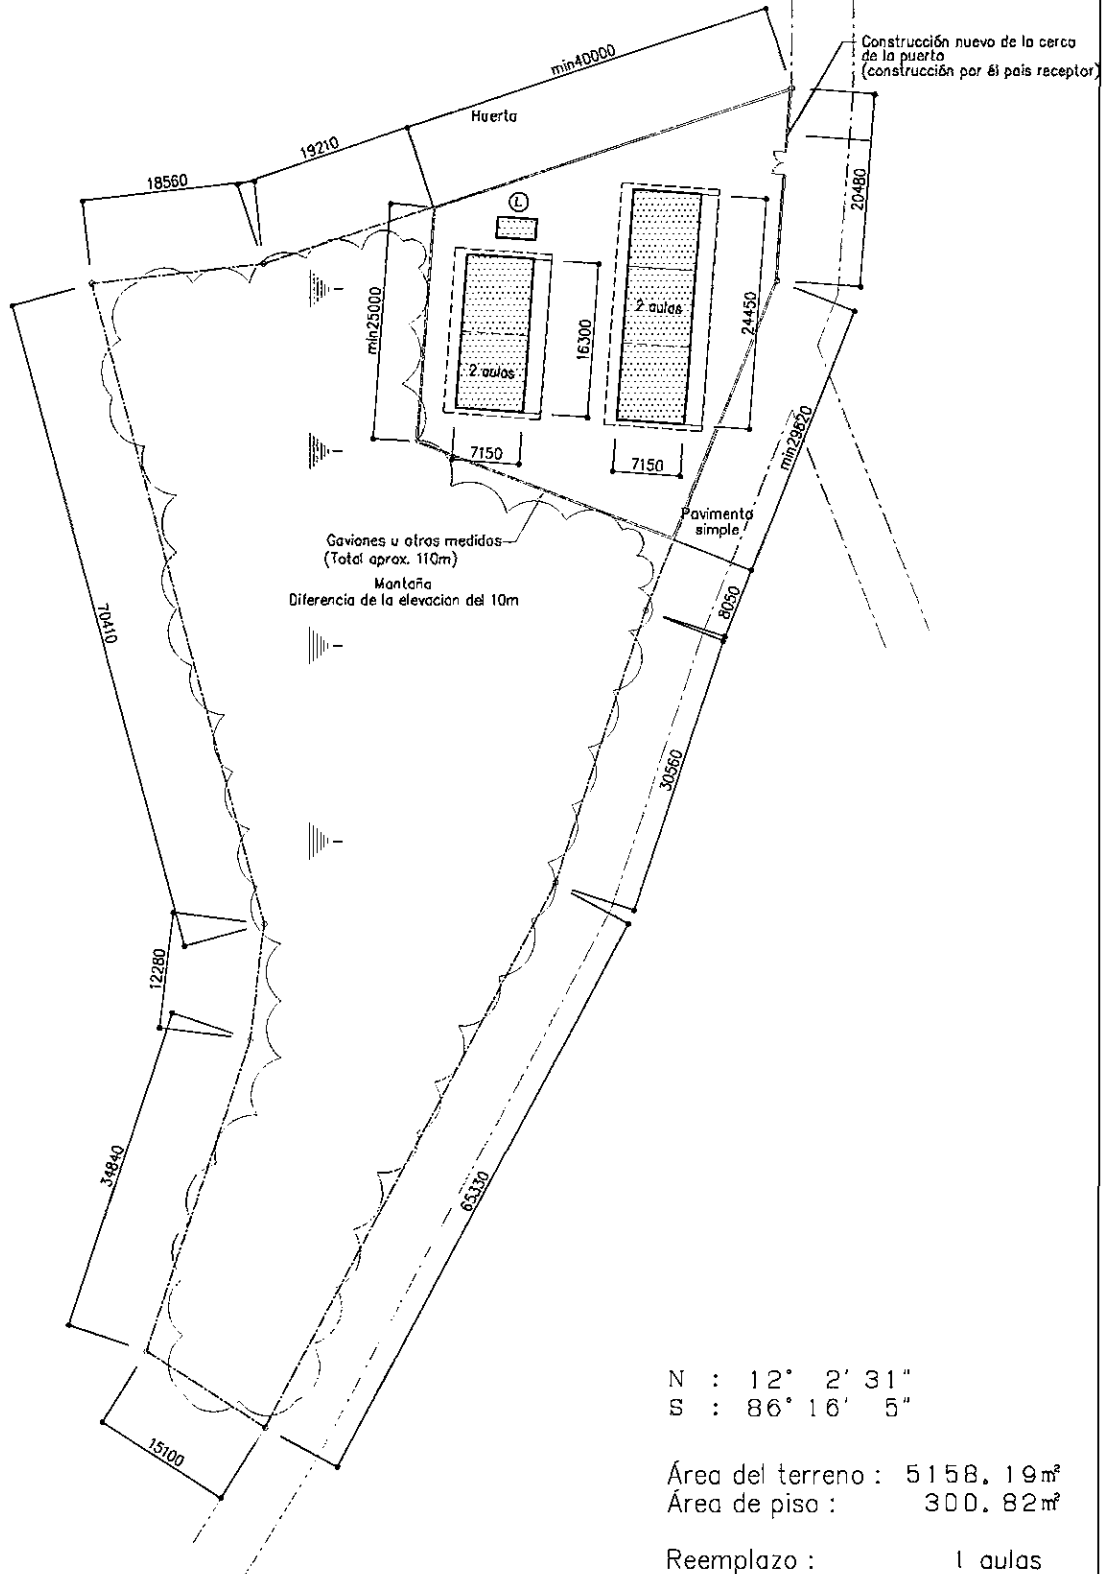 min40000
Construcción nuevo de la cerca
de la puerta
(construcción por él pais receptor)
Huerta
19210
18560
20480
L
min25000
2 aulas
24450
16300
2 aulas
7150
7150
min29820
Pavimento
simple
Gaviones u otras medidas
(Total aprox. 110m)
Montaña
Diferencia de la elevacion del 10m
8050
70410
30560
12280
34840
65330
15100
N : 12° 2' 31"
S : 86° 16' 5"
Área del terreno : 5158.19m²
Área de piso : 300.82m²
Reemplazo : 1 aulas